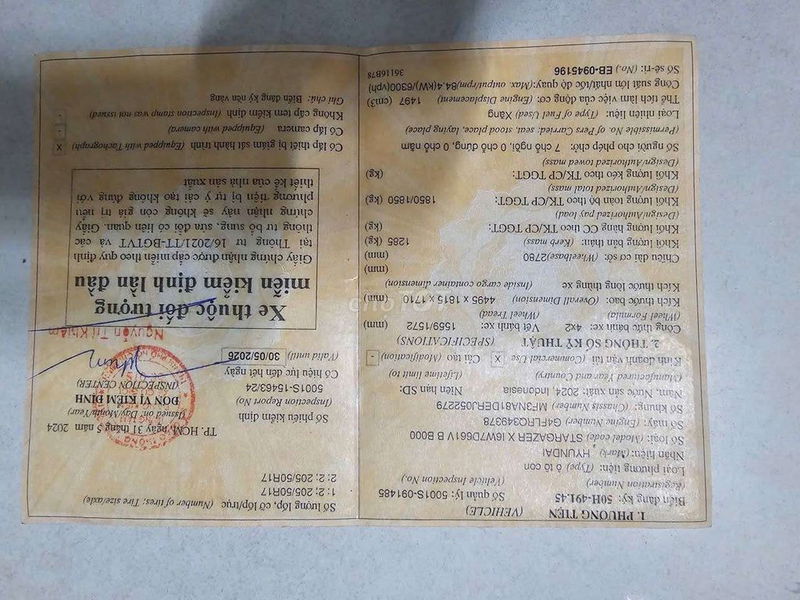 1. PHƯƠNG TIỆN (VEHICLE)
Biển đăng ký: 50H-491.45 Số quản lý: 5001S-091485
(Registration Number) (Vehicle Inspection No.)
Loại phương tiện: (Type) ô tô con
Nhãn hiệu: (Mark) HYUNDAI
Số loại: (Model code) STARGAZER X I6DW7D661V B B000
Số máy: (Engine Number) G4FLRG349378
Số khung: (Chassis Number) MF3NA81DERJ052279
Năm, Nước sản xuất: 2024, Indonesia Niên hạn SD:
(Manufactured Year and Country) (Lifetime limit to)
Kinh doanh vận tải (Commercial Use) X Cải tạo (Modification) -
2. THÔNG SỐ KỸ THUẬT (SPECIFICATIONS)
Công thức bánh xe: 4x2 Vết bánh xe: 1559/1572 (mm)
(Wheel Formula) (Wheel Tread)
Kích thước bao: (Overall Dimension) 4495 x 1815 x 1710 (mm)
Kích thước lòng thùng xe (Inside cargo container dimension)
(mm)
Chiều dài cơ sở: (Wheelbase) 2780 (mm)
Khối lượng bản thân: (Kerb mass) 1285 (kg)
Khối lượng CC theo TK/CP TGGT: (kg)
(Design/Authorized pay load)
Khối lượng toàn bộ theo TK/CP TGGT: 1850/1850 (kg)
(Design/Authorized total mass)
Khối lượng kéo theo TK/CP TGGT: (kg)
(Design/Authorized towed mass)
Số người cho phép chở: 7 chỗ ngồi, 0 chỗ đứng, 0 chỗ nằm
(Permissible No. of Pers Carried: seat, stood place, laying place)
Loại nhiên liệu: (Type of Fuel Used) Xăng
Thể tích làm việc của động cơ: (Engine Displacement) 1497 (cm3)
Công suất lớn nhất/tốc độ quay: (Max. output/rpm) 84.4(kW)/6300(vph)
Số sê-ri: (No.) EB-0945196 36116B78
Số lượng lốp, cỡ lốp/trục (Number of tires; Tire size/axle)
1: 2; 205/50R17
2: 2; 205/50R17
TP. HCM, ngày 31 tháng 5 năm 2024
(Issued on: Day/Month/Year)
Số phiếu kiểm định ĐƠN VỊ KIỂM ĐỊNH
(Inspection Report No) (INSPECTION CENTER)
5001S-15463/24
Có hiệu lực đến hết ngày
(Valid until) 30/05/2026
Nguyễn Trí Khiêm
Xe thuộc đối tượng
miễn kiểm định lần đầu
Giấy chứng nhận được cấp miễn theo quy định
tại Thông tư 16/2021/TT-BGTVT và các
thông tư bổ sung, sửa đổi có liên quan. Giấy
chứng nhận này sẽ không còn giá trị nếu
phương tiện bị tự ý cải tạo không đúng với
thiết kế của nhà sản xuất
Có lắp thiết bị giám sát hành trình (Equipped with Tachograph) X
Có lắp camera (Equipped with camera) -
Không cấp tem kiểm định (Inspection stamp was not issued) -
Ghi chú: Biển đăng ký nền vàng